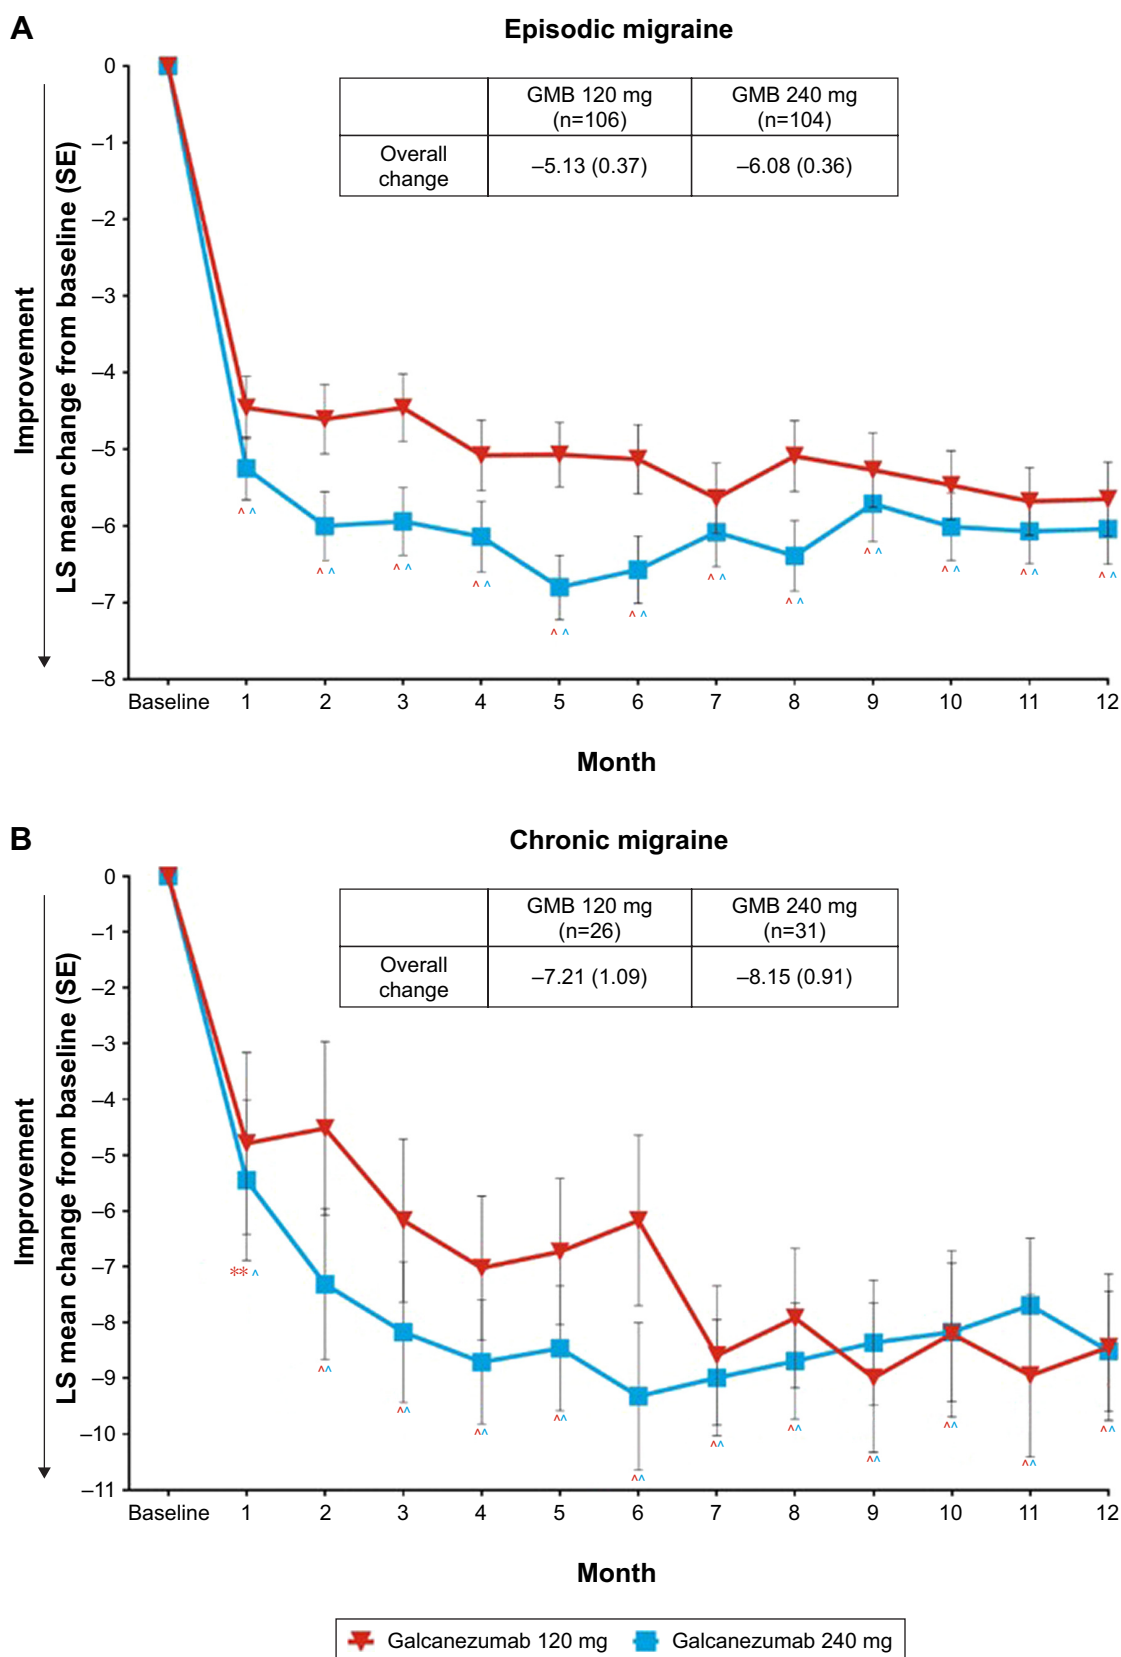 A
Episodic migraine
Improvement
LS mean change from baseline (SE)
0
–1
–2
–3
–4
–5
–6
–7
–8
GMB 120 mg (n=106)
GMB 240 mg (n=104)
Overall change
–5.13 (0.37)
–6.08 (0.36)
^ ^
^ ^
^ ^
^ ^
^ ^
^ ^
^ ^
^ ^
^ ^
^ ^
^ ^
^ ^
Baseline 1 2 3 4 5 6 7 8 9 10 11 12
Month
B
Chronic migraine
Improvement
LS mean change from baseline (SE)
0
–1
–2
–3
–4
–5
–6
–7
–8
–9
–10
–11
GMB 120 mg (n=26)
GMB 240 mg (n=31)
Overall change
–7.21 (1.09)
–8.15 (0.91)
** ^
^^
^^
^^
^^
^^
^^
^^
^^
^^
^^
^^
Baseline 1 2 3 4 5 6 7 8 9 10 11 12
Month
Galcanezumab 120 mg
Galcanezumab 240 mg